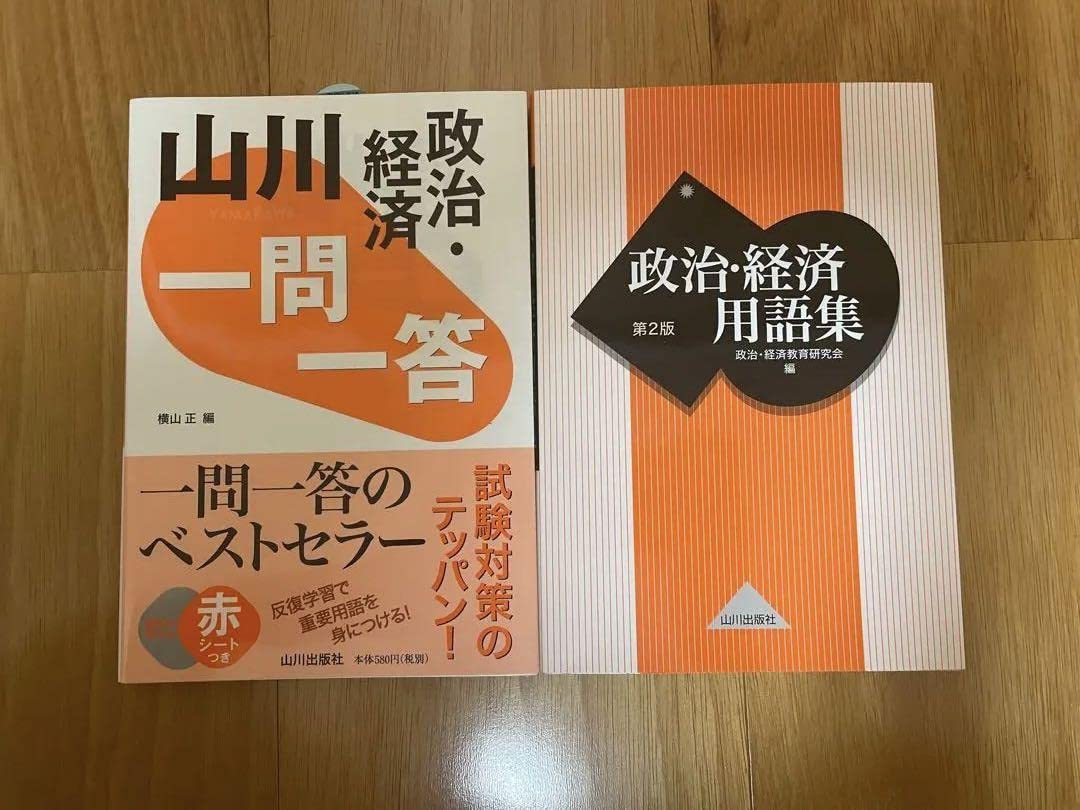 山川
政治・
経済
一問
一答
横山 正 編
一問一答の
ベストセラー
試験対策の
テッパン!
赤
シート
つき
反復学習で
重要用語を
身につける!
山川出版社 本体580円(税別)
政治・経済
用語集
第2版
政治・経済教育研究会
編
山川出版社